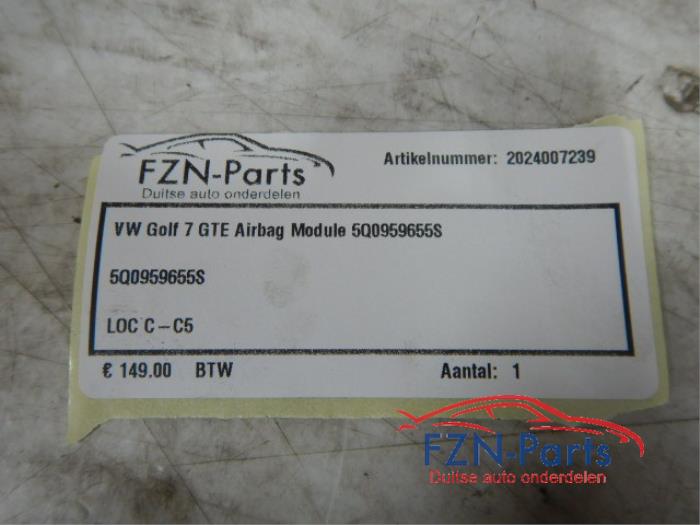 FZN-Parts
Duitse auto onderdelen
Artikelnummer: 2024007239
VW Golf 7 GTE Airbag Module 5Q0959655S
5Q0959655S
LOC C-C5
€ 149.00 BTW
Aantal: 1
FZN-Parts
Duitse auto onderdelen